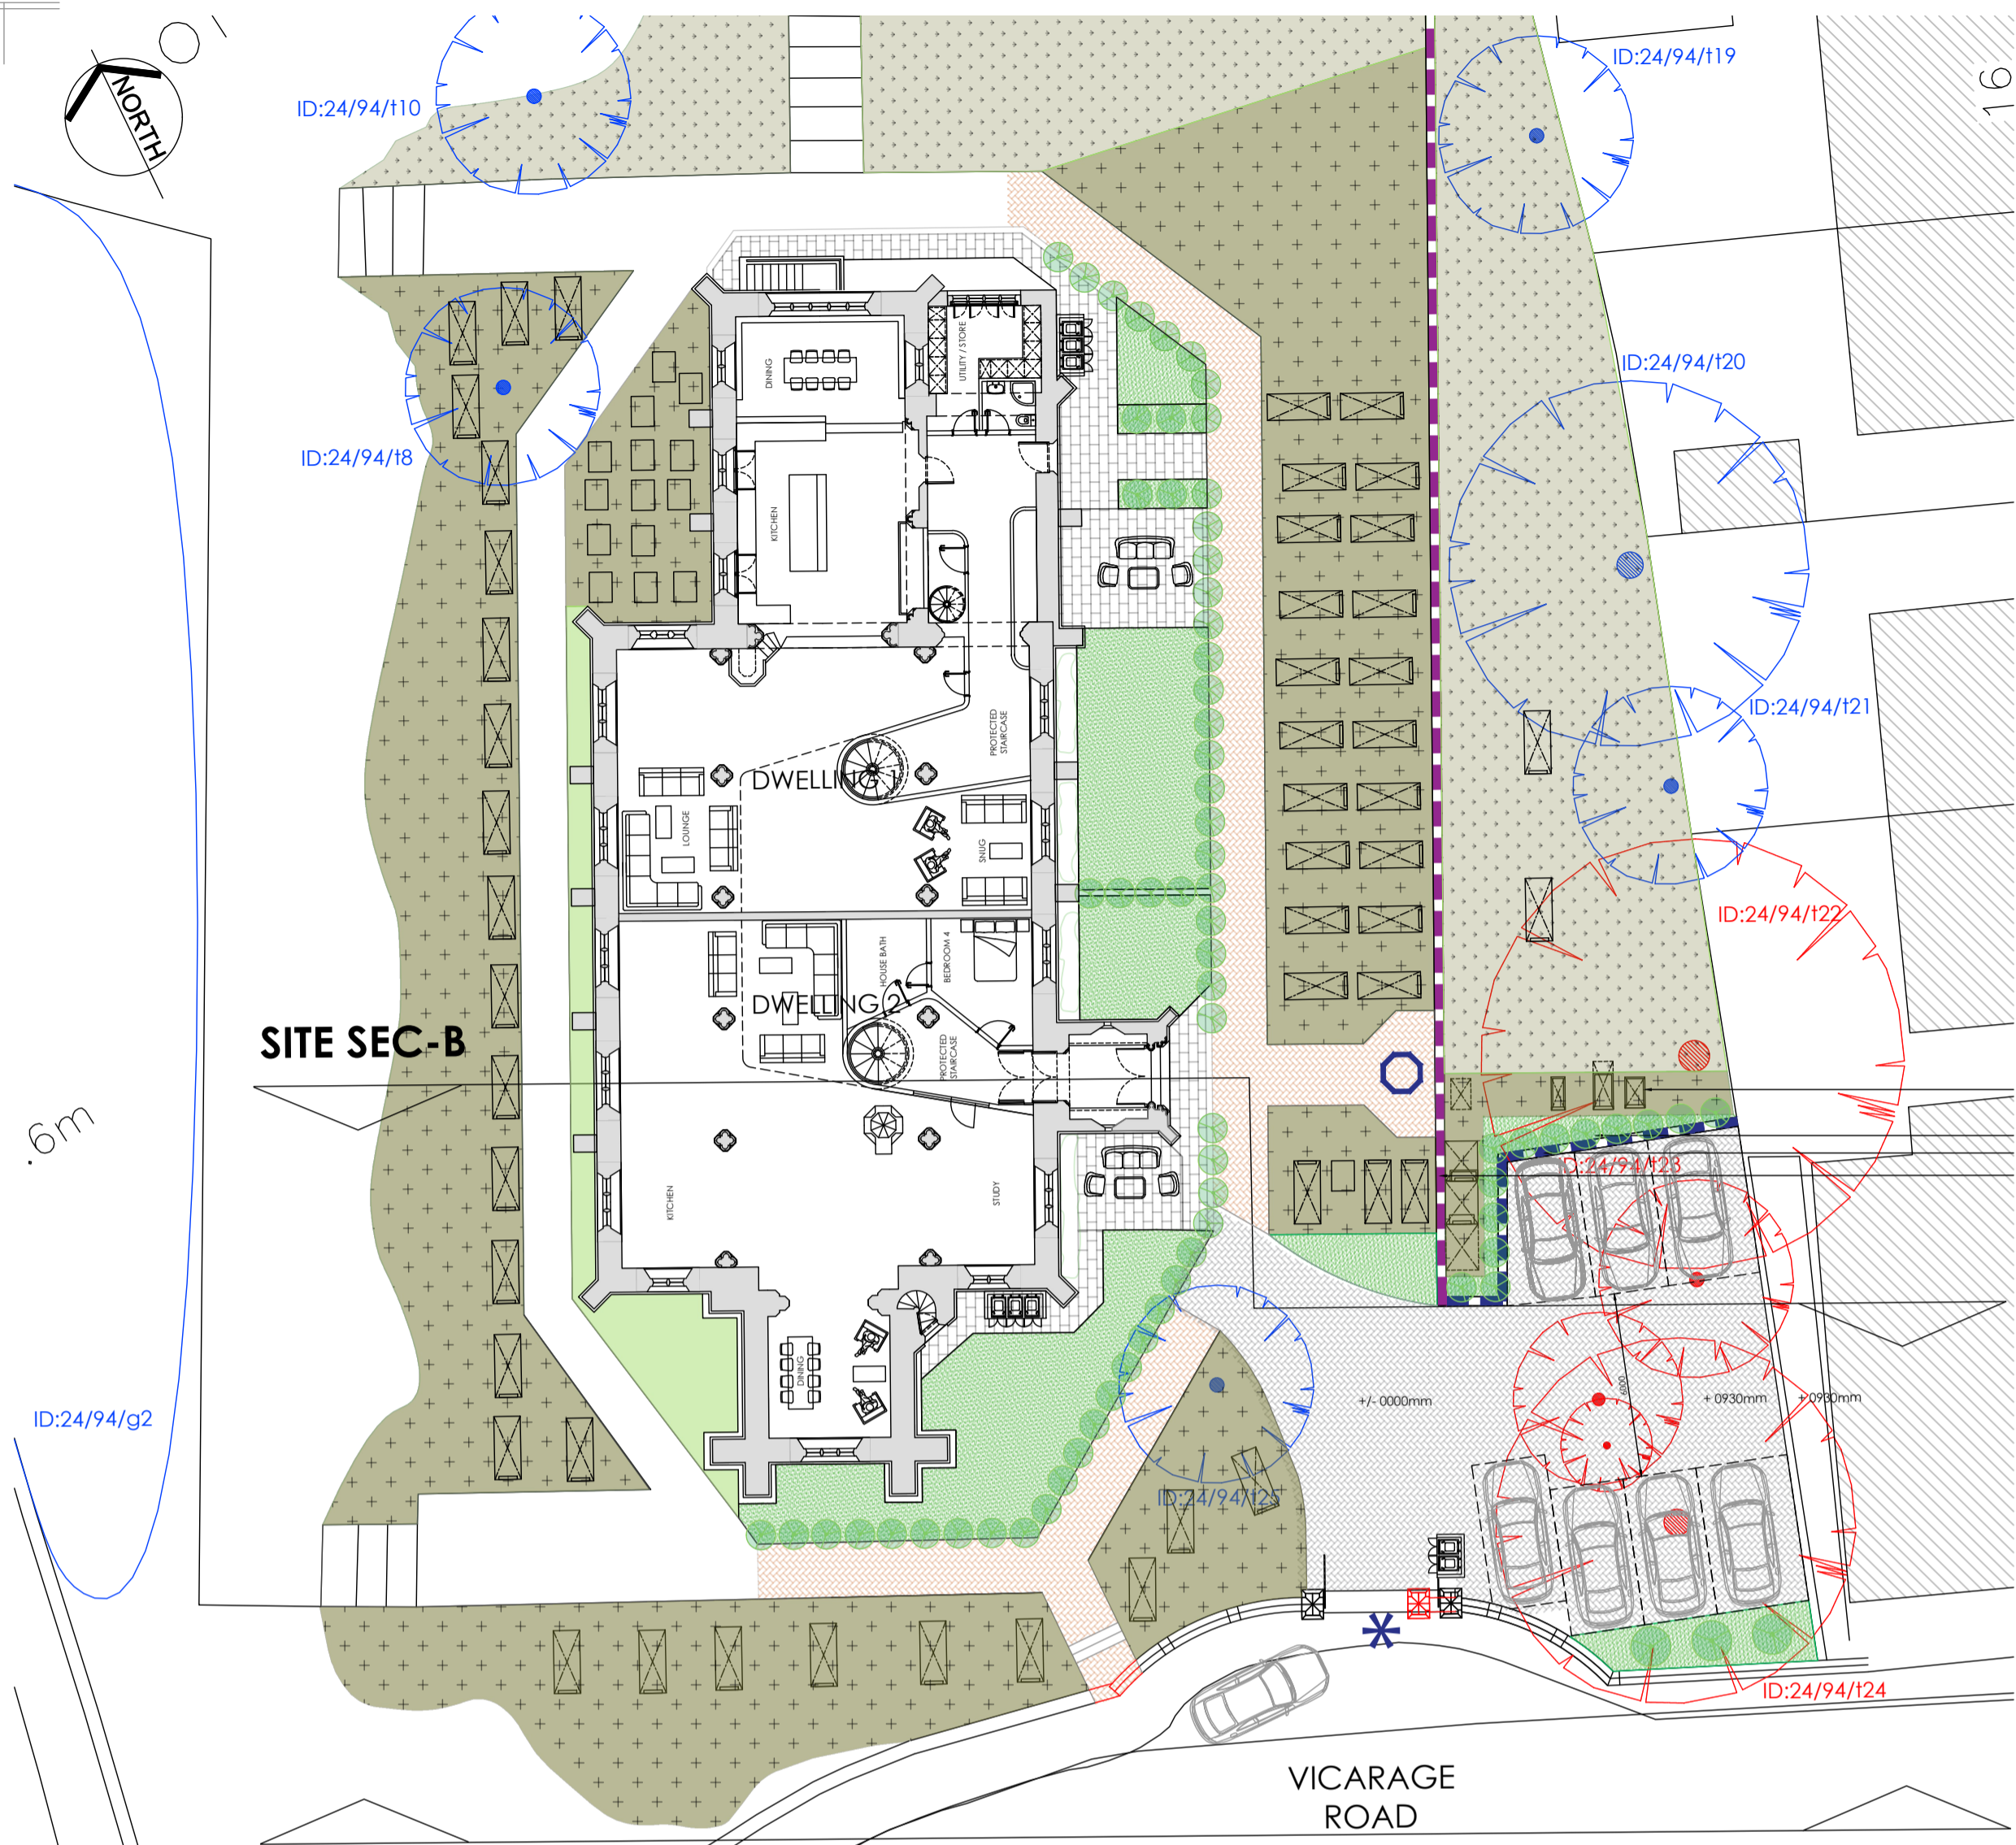 NORTH
ID:24/94/t10
ID:24/94/t19
16
ID:24/94/t20
ID:24/94/t8
DINING
UTILITY / STORE
KITCHEN
ID:24/94/t21
PROTECTED
STAIRCASE
DWELLING 1
LOUNGE
SNUG
ID:24/94/t22
HOUSE BATH
BEDROOM 4
DWELLING 2
SITE SEC-B
PROTECTED
STAIRCASE
.6m
ID:24/94/t23
KITCHEN
STUDY
DINING
6000
+/- 0000mm
+ 0930mm
+ 0930mm
ID:24/94/g2
ID:24/94/t25
ID:24/94/t24
VICARAGE
ROAD